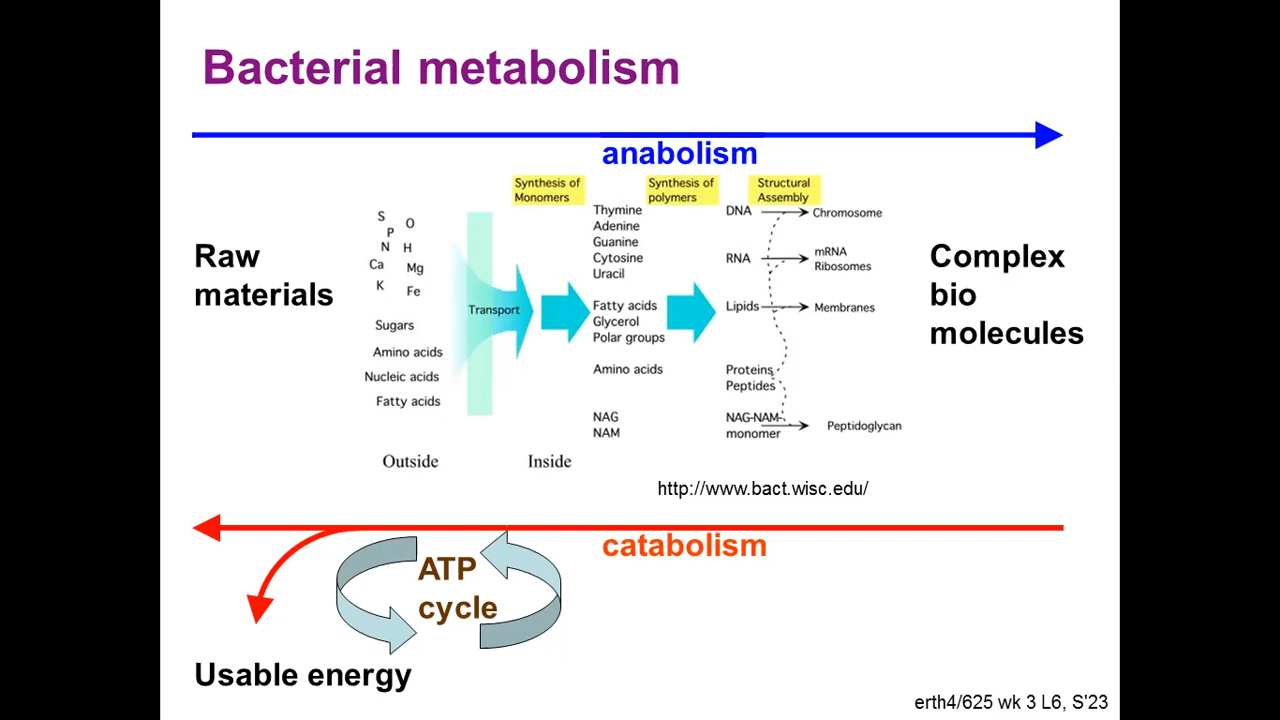 Bacterial metabolism
anabolism
Synthesis of
Monomers
Synthesis of
polymers
Structural
Assembly
Raw
materials
S
O
P
N H
Ca
Mg
K
Fe
Sugars
Amino acids
Nucleic acids
Fatty acids
Transport
Thymine
Adenine
Guanine
Cytosine
Uracil
Fatty acids
Glycerol
Polar groups
Amino acids
NAG
NAM
DNA
Chromosome
RNA
mRNA
Ribosomes
Lipids
Membranes
Proteins
Peptides
NAG-NAM-
monomer
Peptidoglycan
Complex
bio
molecules
Outside
Inside
http://www.bact.wisc.edu/
catabolism
ATP
cycle
Usable energy
erth4/625 wk 3 L6, S'23